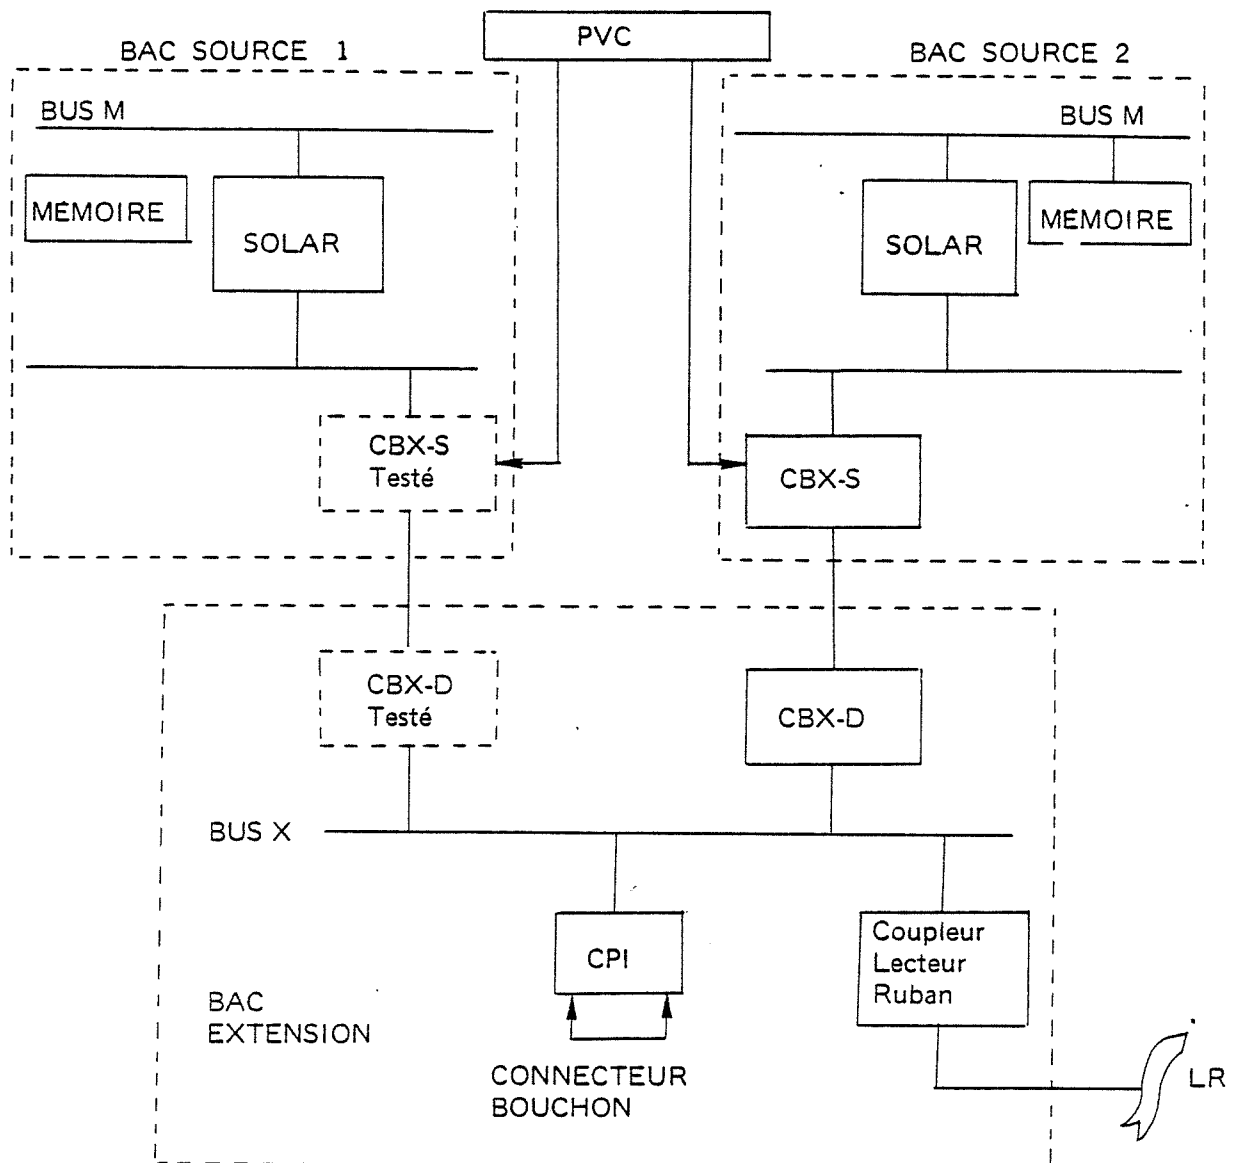 PVC
BAC SOURCE 1
BAC SOURCE 2
BUS M
BUS M
MEMOIRE
SOLAR
SOLAR
MEMOIRE
CBX-S
Testé
CBX-S
CBX-D
Testé
CBX-D
BUS X
CPI
Coupleur
Lecteur
Ruban
BAC
EXTENSION
CONNECTEUR
BOUCHON
LR